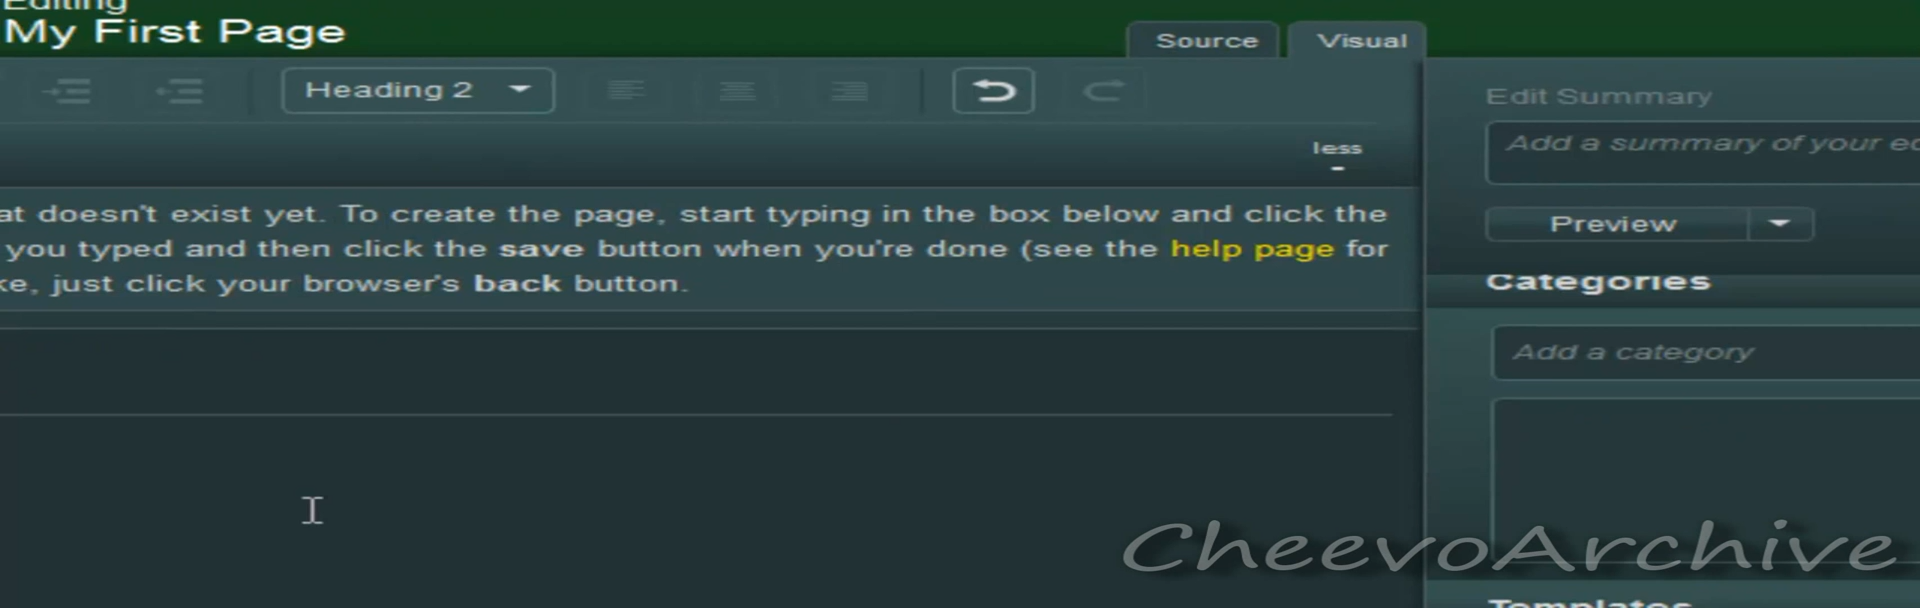 Editing
My First Page
Source
Visual
Heading 2
less
Edit Summary
Add a summary of your
at doesn't exist yet. To create the page, start typing in the box below and click the
you typed and then click the save button when you're done (see the help page for
ke, just click your browser's back button.
Preview
Categories
Add a category
Templates
CheevoArchive